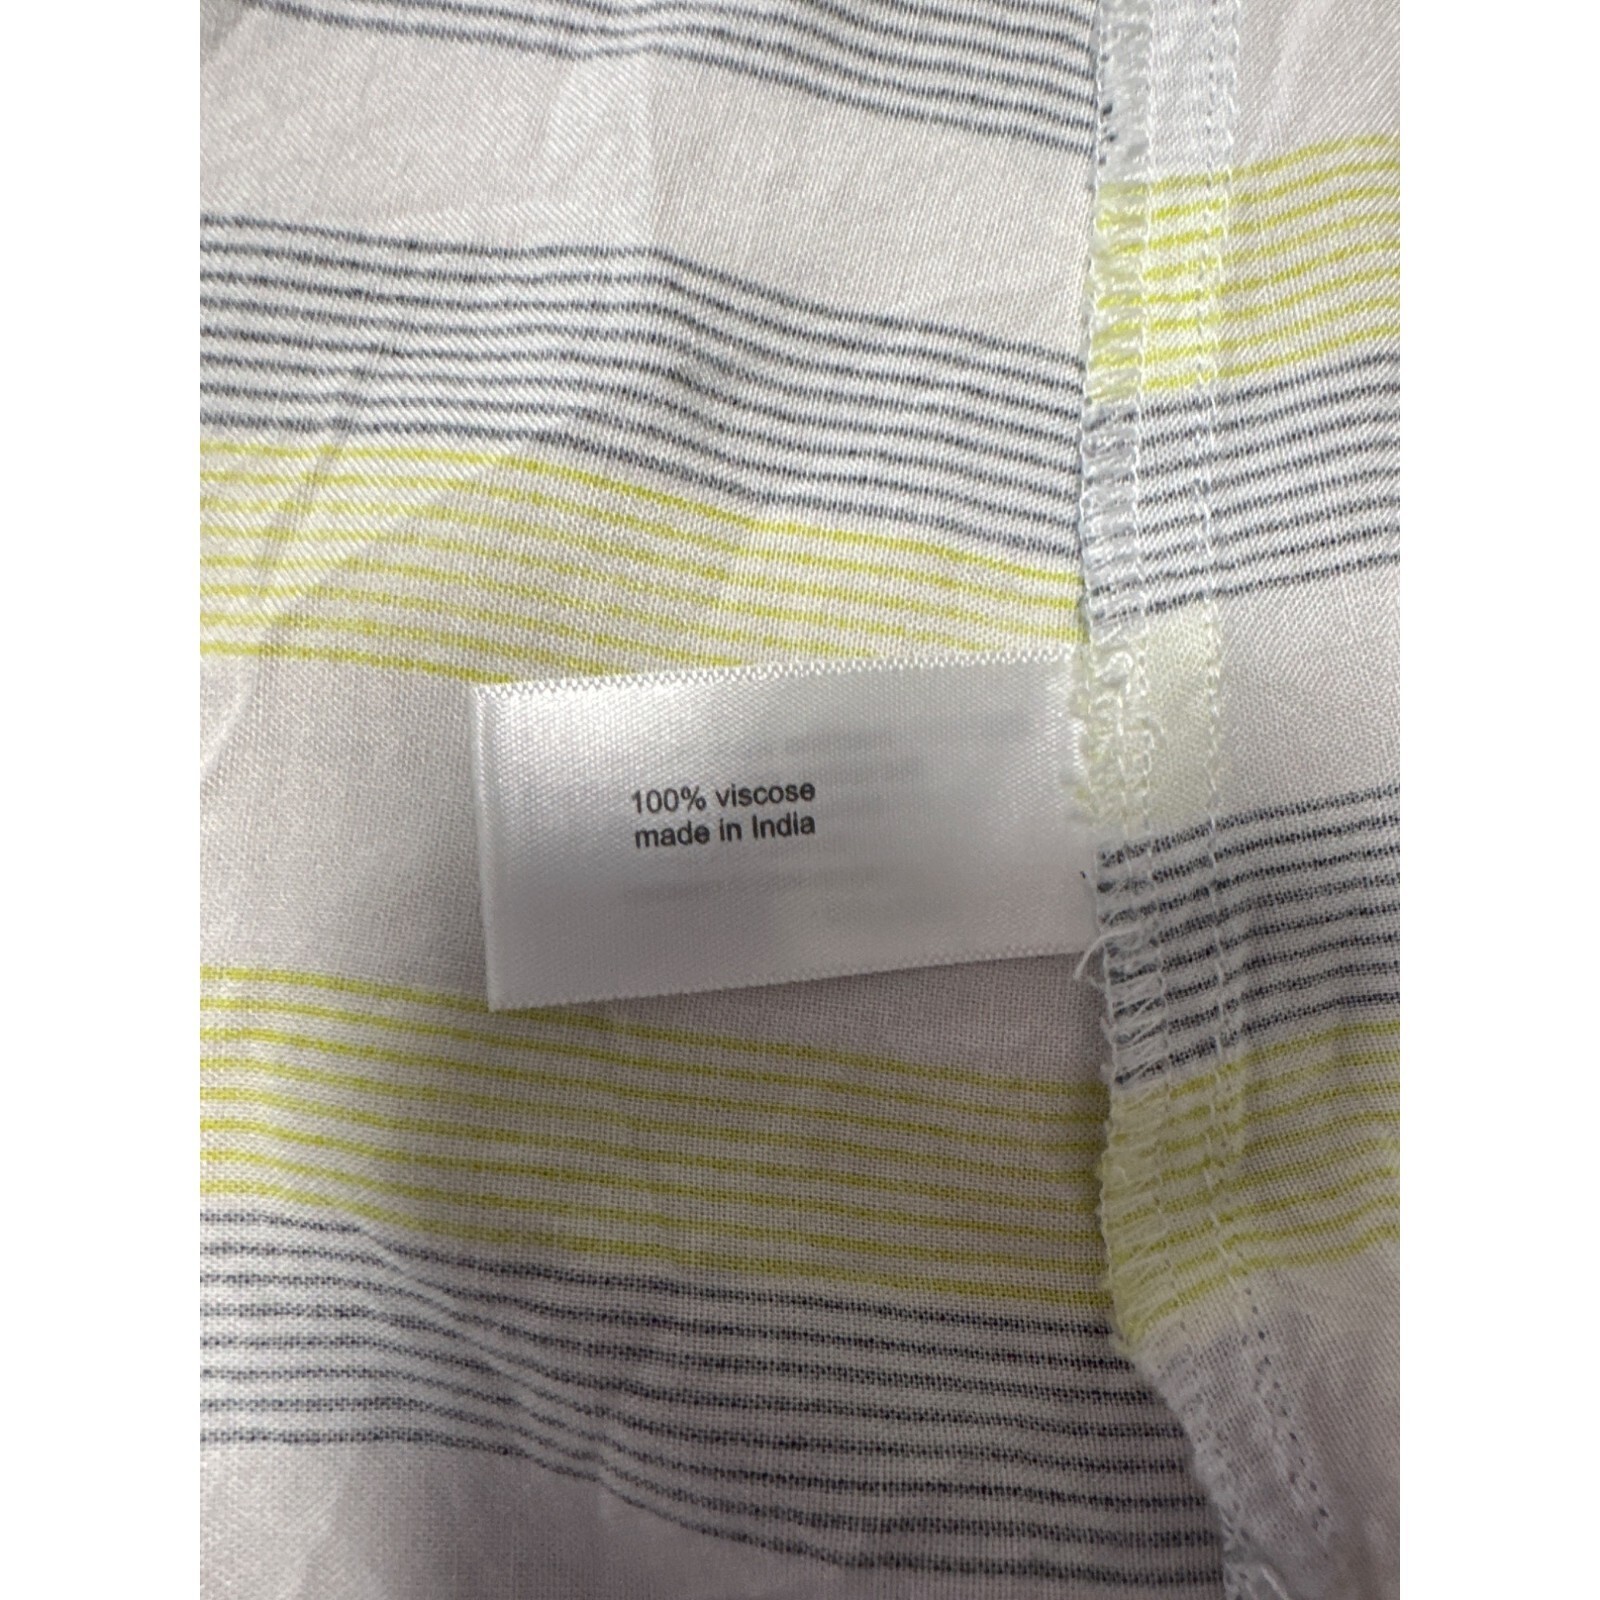 100% viscose
made in India